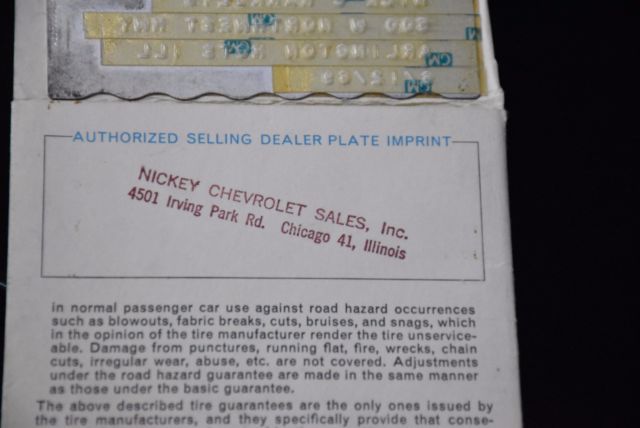 AUTHORIZED SELLING DEALER PLATE IMPRINT
NICKEY CHEVROLET SALES, Inc.
4501 Irving Park Rd. Chicago 41, Illinois
in normal passenger car use against road hazard occurrences
such as blowouts, fabric breaks, cuts, bruises, and snags, which
in the opinion of the tire manufacturer render the tire unservice-
able. Damage from punctures, running flat, fire, wrecks, chain
cuts, irregular wear, abuse, etc. are not covered. Adjustments
under the road hazard guarantee are made in the same manner
as those under the basic guarantee.
The above described tire guarantees are the only ones issued by
the tire manufacturers, and they specifically provide that conse-